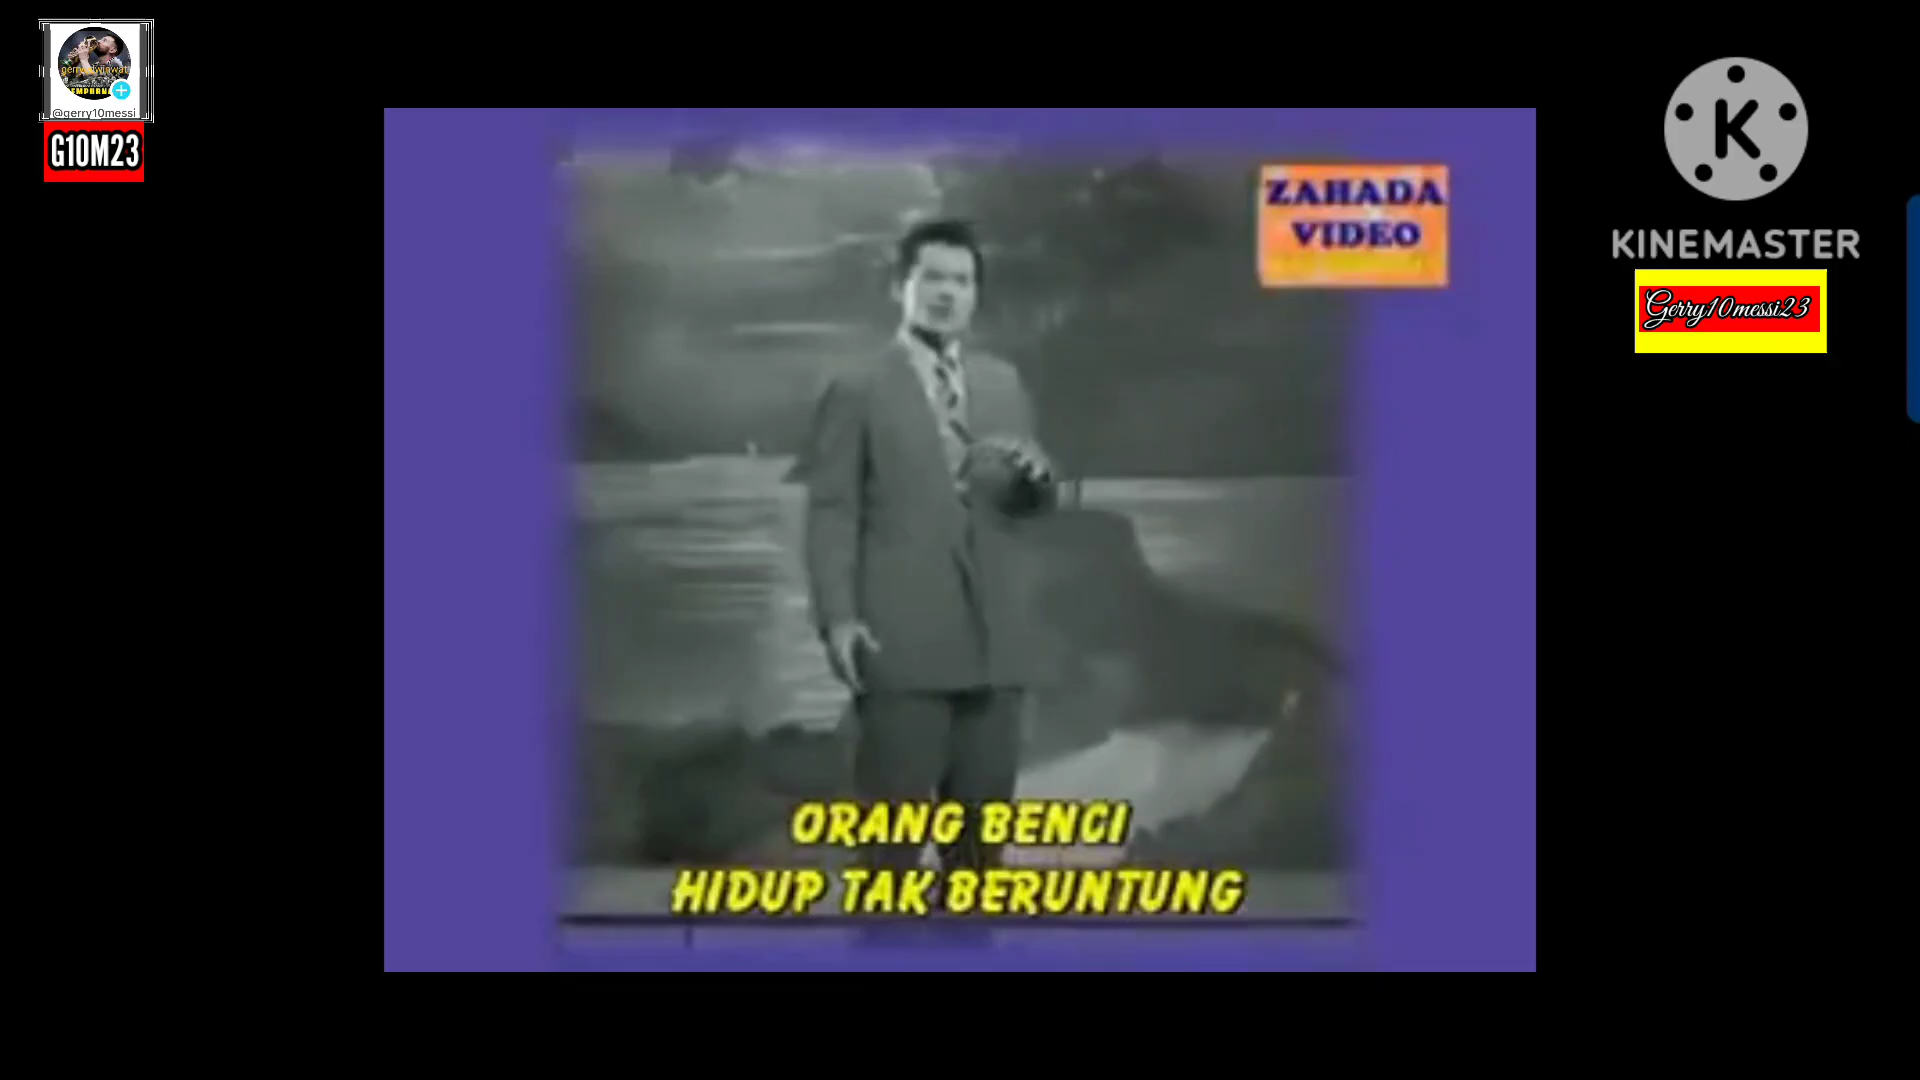 @gerry10messi
G10M23
ZAHADA
VIDEO
KINEMASTER
Gerry10messi23
ORANG BENCI
HIDUP TAK BERUNTUNG